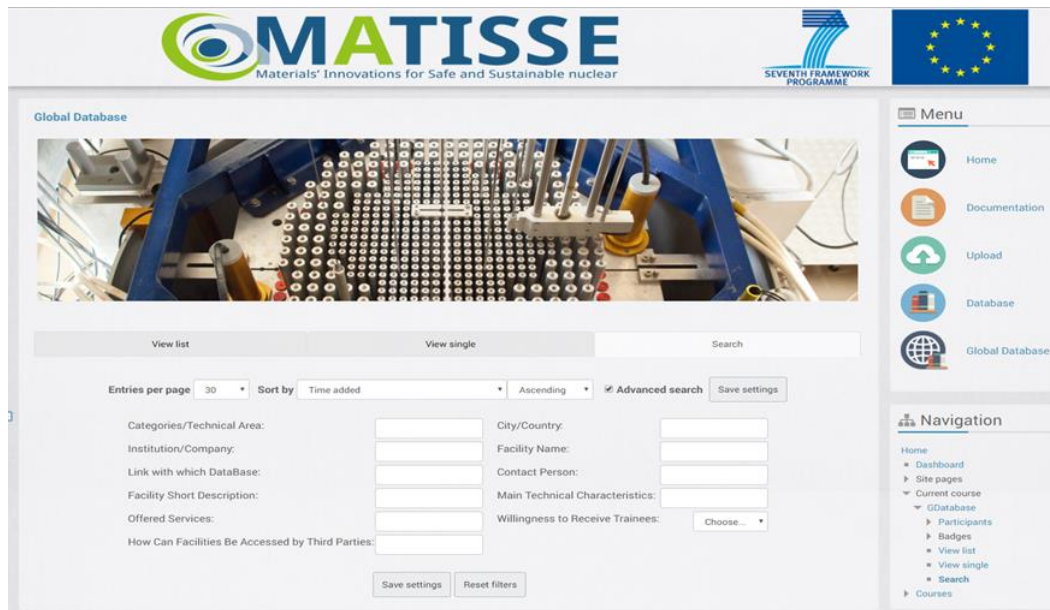 MATISSE
Materials' Innovations for Safe and Sustainable nuclear
SEVENTH FRAMEWORK
PROGRAMME
Global Database
View list
View single
Search
Entries per page 30 Sort by Time added Ascending Advanced search Save settings
Categories/Technical Area:
City/Country:
Institution/Company:
Facility Name:
Link with which DataBase:
Contact Person:
Facility Short Description:
Main Technical Characteristics:
Offered Services:
Willingness to Receive Trainees: Choose...
How Can Facilities Be Accessed by Third Parties:
Save settings
Reset filters
Menu
Home
Documentation
Upload
Database
Global Database
Navigation
Home
Dashboard
Site pages
Current course
GDatabase
Participants
Badges
View list
View single
Search
Courses